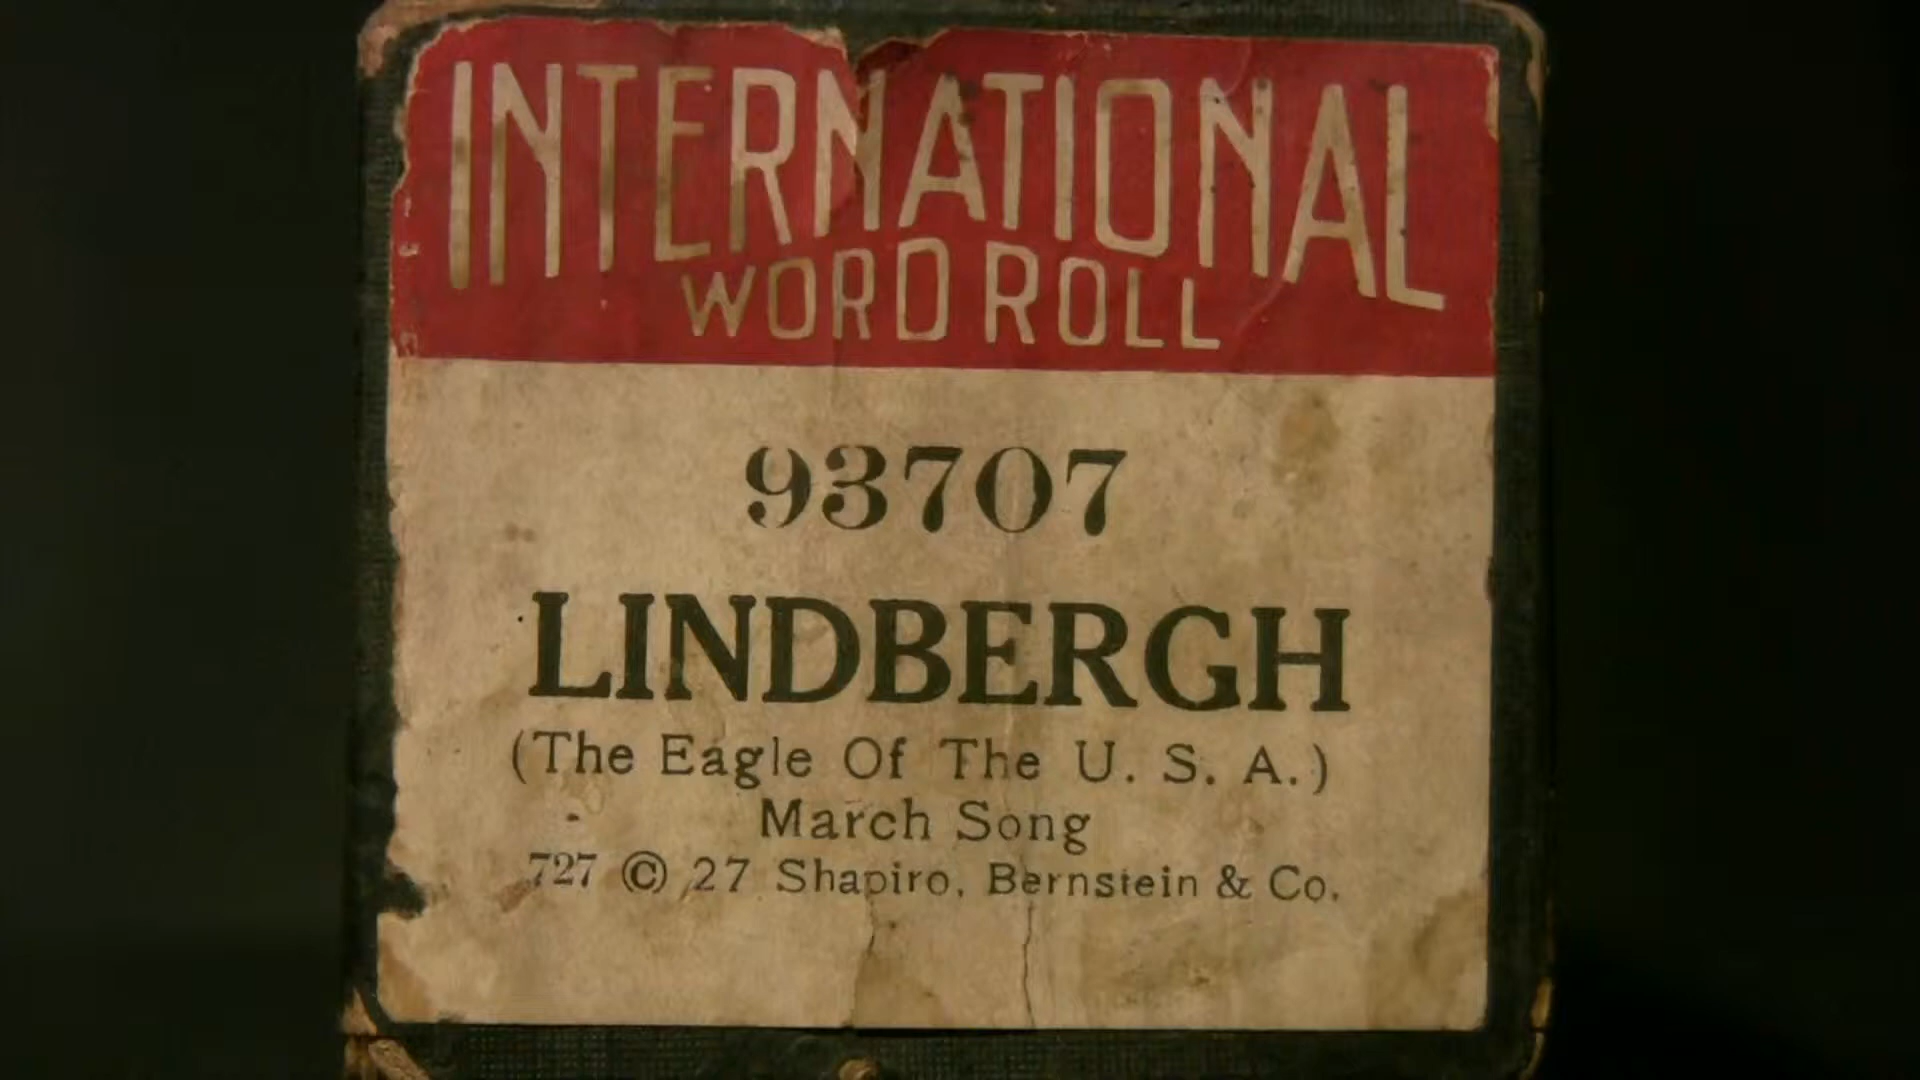 INTERNATIONAL
WORD ROLL
93707
LINDBERGH
(The Eagle Of The U. S. A.)
March Song
727 © 27 Shapiro, Bernstein & Co.